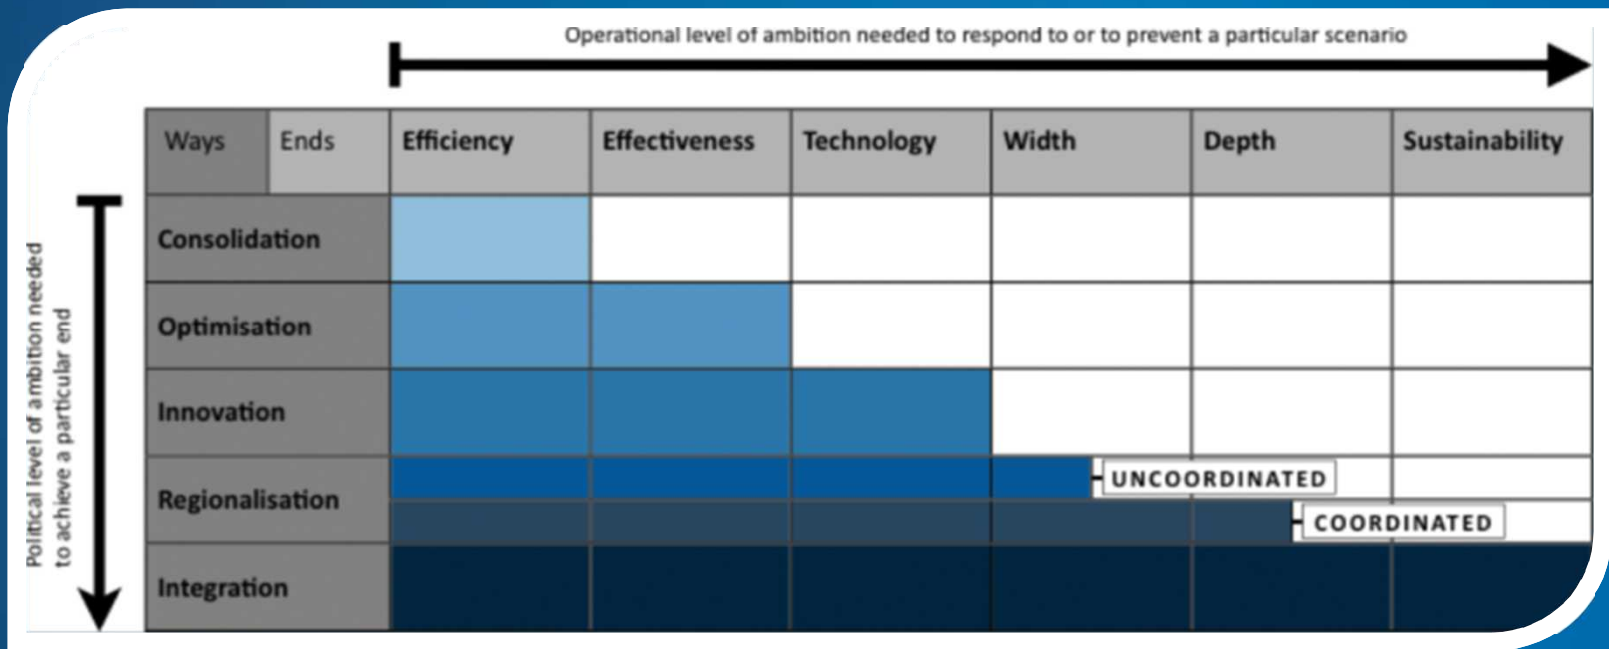 Operational level of ambition needed to respond to or to prevent a particular scenario
Ways Ends Efficiency Effectiveness Technology Width Depth Sustainability
Political level of ambition needed
to achieve a particular end
Consolidation
Optimisation
Innovation
Regionalisation
UNCOORDINATED
COORDINATED
Integration